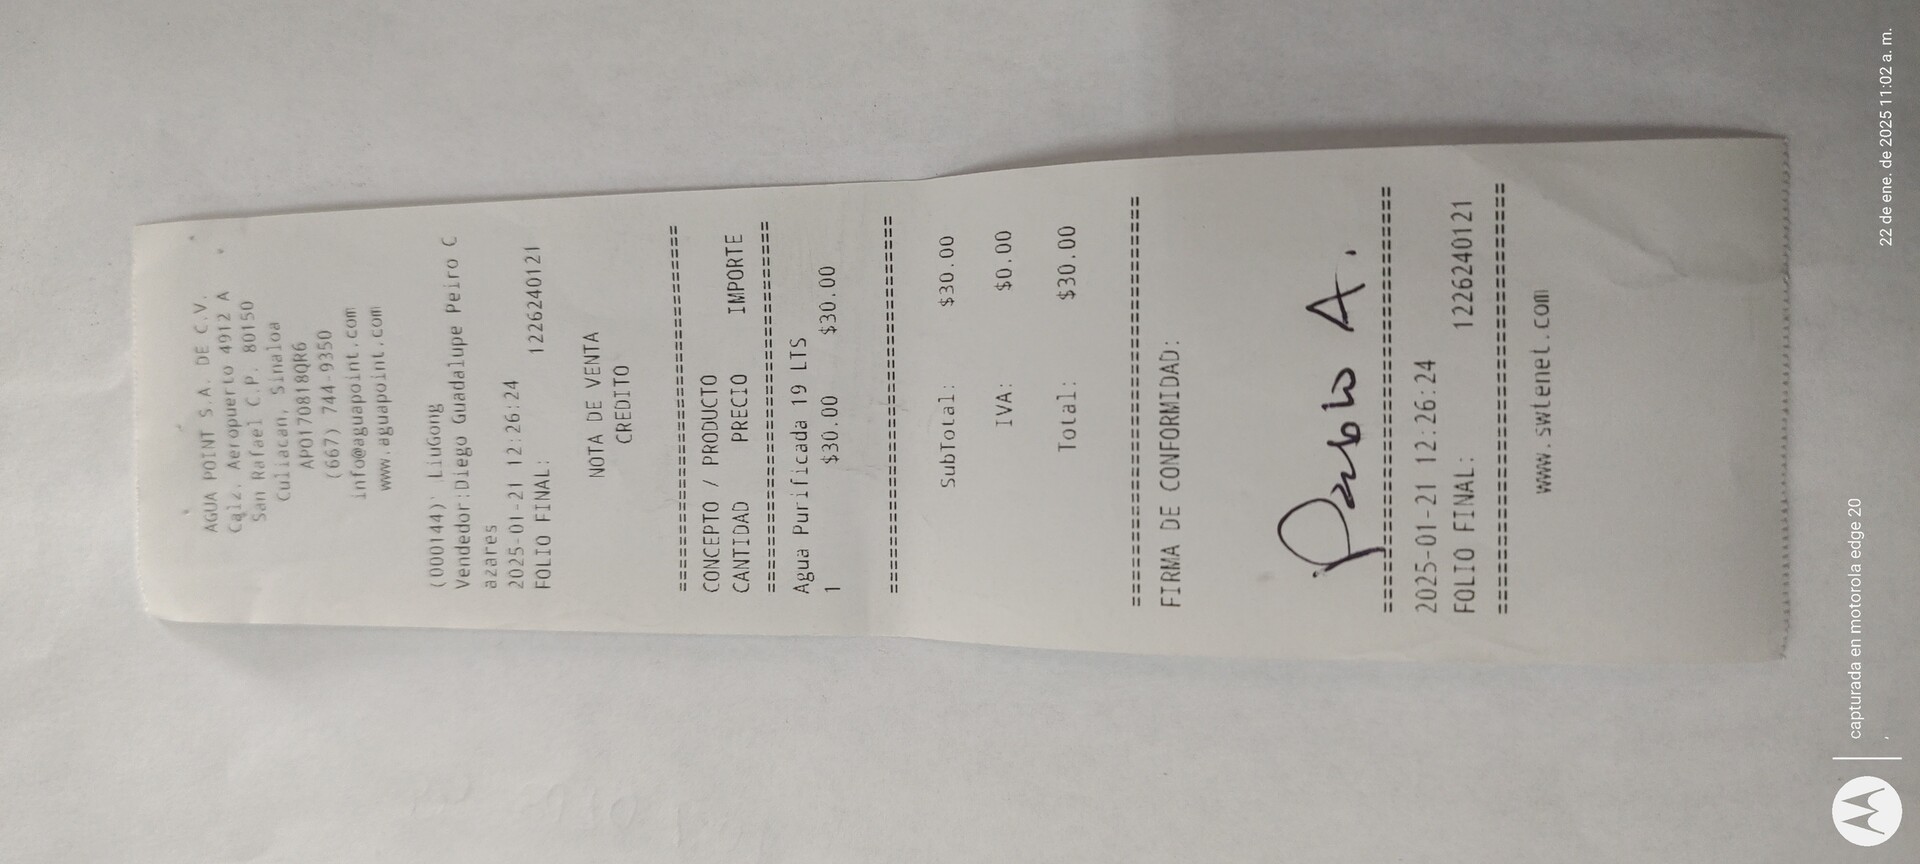 AGUA POINT S.A. DE C.V.
Calz. Aeropuerto 4912 A
San Rafael C.P. 80150
Culiacan, Sinaloa
APO170818QR6
(667) 744-9350
info@aguapoint.com
www.aguapoint.com
(000144) LiuGong
Vendedor:Diego Guadalupe Peiro C
azares
2025-01-21 12:26:24
FOLIO FINAL: 1226240121
NOTA DE VENTA
CREDITO
================================
CONCEPTO / PRODUCTO
CANTIDAD PRECIO IMPORTE
================================
Agua Purificada 19 LTS
1 $30.00 $30.00
================================
SubTotal: $30.00
IVA: $0.00
Total: $30.00
================================
FIRMA DE CONFORMIDAD:
Pablo A.
================================
2025-01-21 12:26:24
FOLIO FINAL: 1226240121
================================
www.swtenet.com
capturada en motorola edge 20
22 de ene. de 2025 11:02 a. m.